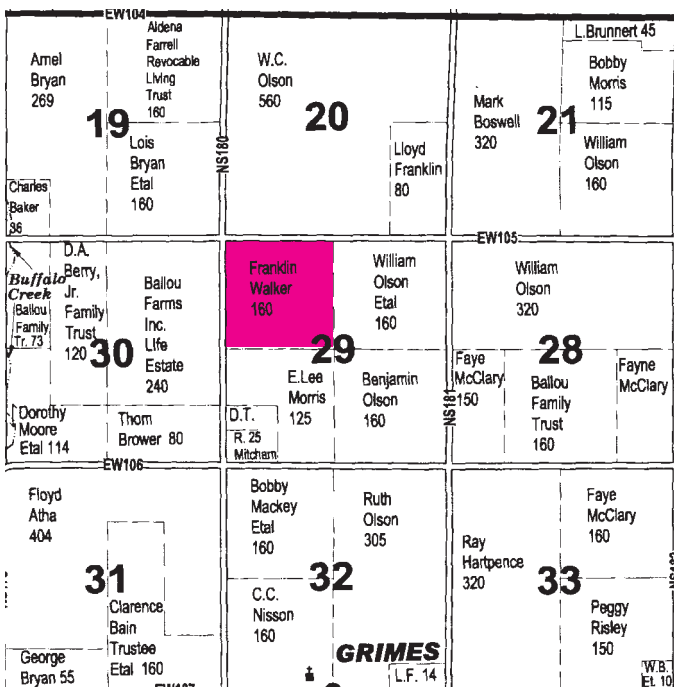 EW104
Arnel
Bryan
269
Aldena
Farrell
Revocable
Living
Trust
160
19
Lois
Bryan
Etal
160
Charles
Baker
36
NS180
W.C.
Olson
560
20
Lloyd
Franklin
80
L.Brunnert 45
Mark
Boswell
320
21
Bobby
Morris
115
William
Olson
160
EW105
Buffalo
Creek
Ballou
Family
Tr. 73
D.A.
Berry,
Jr.
Family
Trust
120
30
Ballou
Farms
Inc.
Life
Estate
240
Dorothy
Moore
Etal 114
Thom
Brower 80
EW106
Franklin
Walker
160
29
William
Olson
Etal
160
E.Lee
Morris
125
Benjamin
Olson
160
D.T.
R. 25
Mitcham
NS181
William
Olson
320
28
Faye
McClary
150
Ballou
Family
Trust
160
Fayne
McClary
Floyd
Atha
404
31
Clarence
Bain
Trustee
Etal 160
George
Bryan 55
EW107
Bobby
Mackey
Etal
160
32
Ruth
Olson
305
C.C.
Nisson
160
GRIMES
L.F. 14
Ray
Hartpence
320
33
Faye
McClary
160
Peggy
Risley
150
W.B.
Et. 10